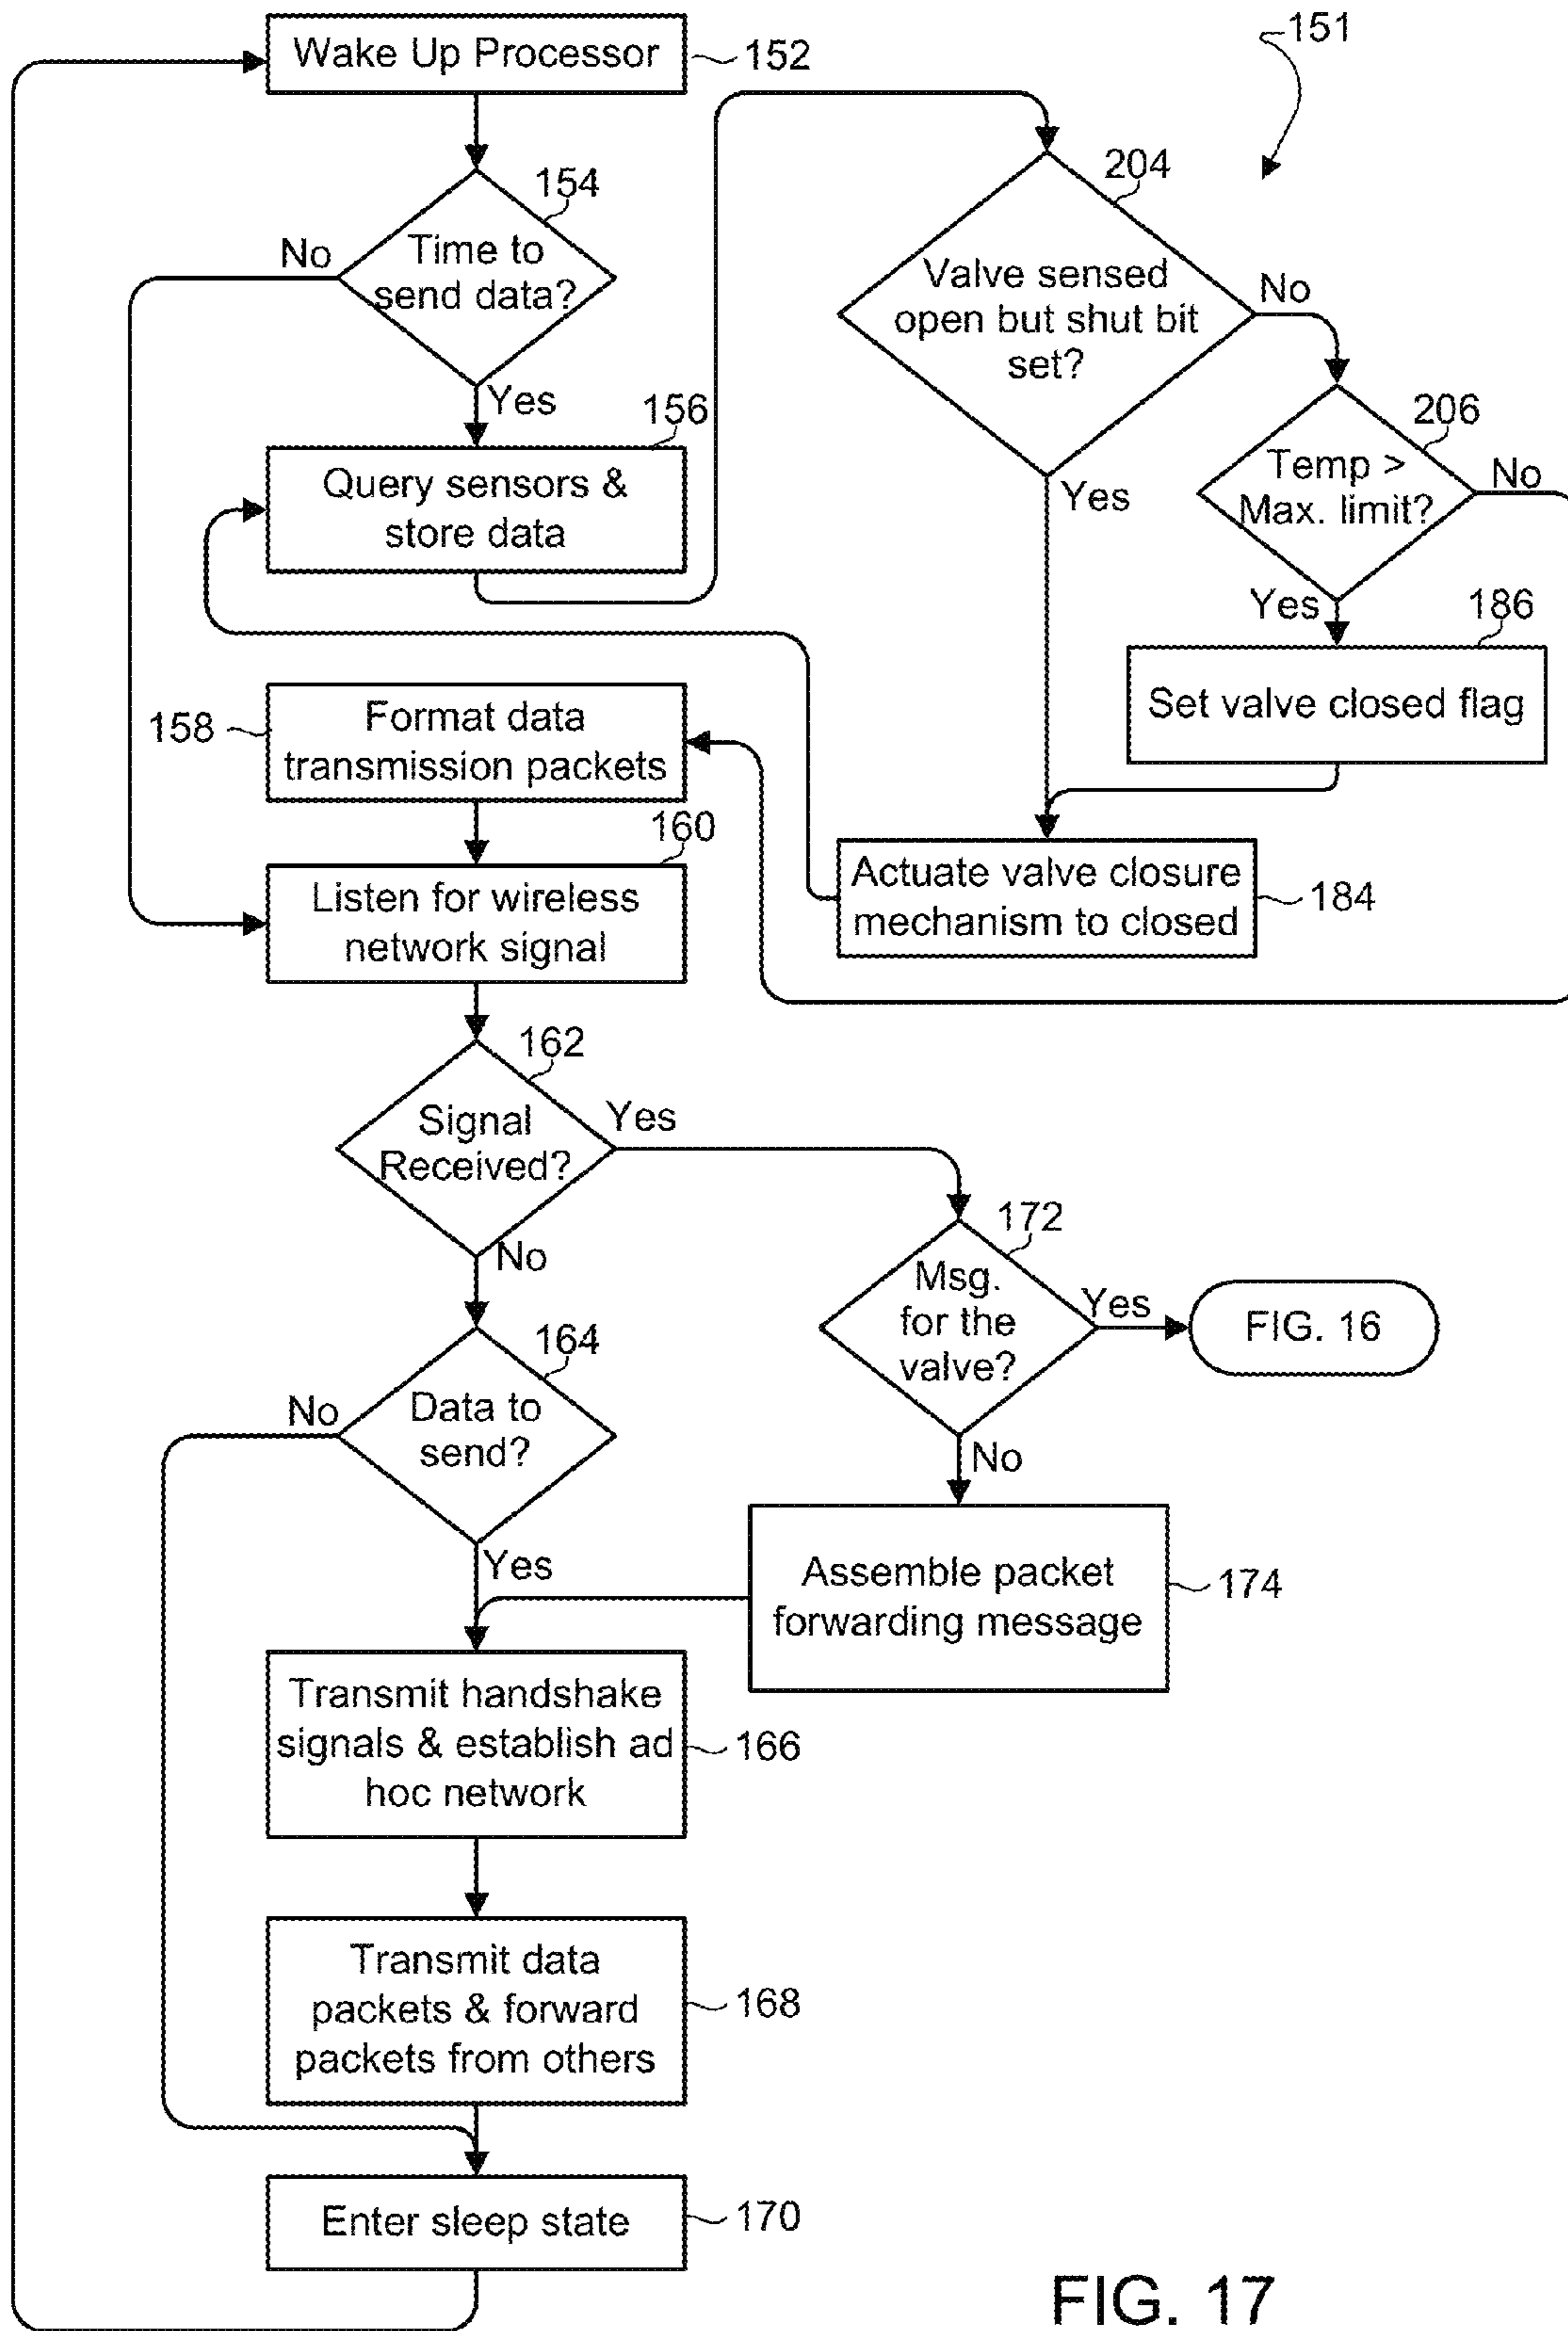 151
Wake Up Processor
152
154
Time to
send data?
No
Yes
156
Query sensors &
store data
204
Valve sensed
open but shut bit
set?
No
Yes
206
Temp >
Max. limit?
No
Yes
186
Set valve closed flag
Actuate valve closure
mechanism to closed
184
158
Format data
transmission packets
160
Listen for wireless
network signal
162
Signal
Received?
Yes
No
172
Msg.
for the
valve?
Yes
FIG. 16
No
164
Data to
send?
No
Yes
Assemble packet
forwarding message
174
Transmit handshake
signals & establish ad
hoc network
166
Transmit data
packets & forward
packets from others
168
Enter sleep state
170
FIG. 17